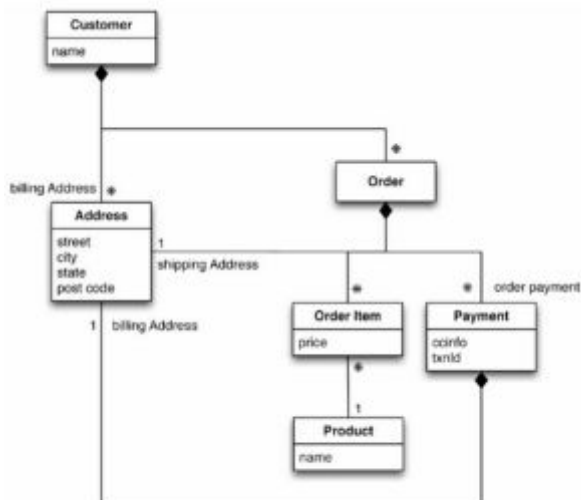 Customer
name
*
billing Address *
Order
Address
street
city
state
post code
1
shipping Address
*
* order payment
1 billing Address
Order Item
price
Payment
ccinfo
txnId
*
1
Product
name